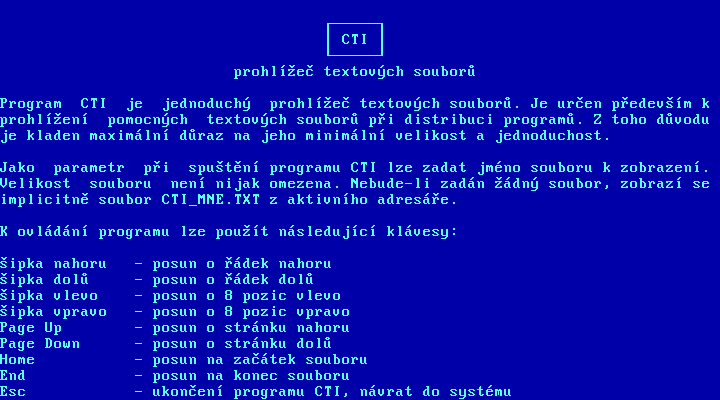 CTI
prohlížeč textových souborů
Program CTI je jednoduchý prohlížeč textových souborů. Je určen především k
prohlížení pomocných textových souborů při distribuci programů. Z toho důvodu
je kladen maximální důraz na jeho minimální velikost a jednoduchost.
Jako parametr při spuštění programu CTI lze zadat jméno souboru k zobrazení.
Velikost souboru není nijak omezena. Nebude-li zadán žádný soubor, zobrazí se
implicitně soubor CTI_MNE.TXT z aktivního adresáře.
K ovládání programu lze použít následující klávesy:
šipka nahoru - posun o řádek nahoru
šipka dolů - posun o řádek dolů
šipka vlevo - posun o 8 pozic vlevo
šipka vpravo - posun o 8 pozic vpravo
Page Up - posun o stránku nahoru
Page Down - posun o stránku dolů
Home - posun na začátek souboru
End - posun na konec souboru
Esc - ukončení programu CTI, návrat do systému